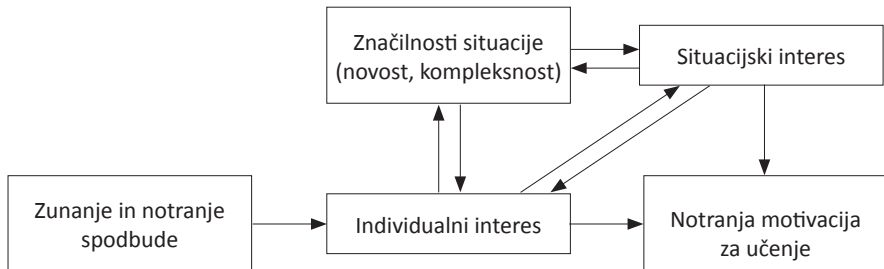 Značilnosti situacije
(novost, kompleksnost)
Situacijski interes
Zunanje in notranje
spodbude
Individualni interes
Notranja motivacija
za učenje